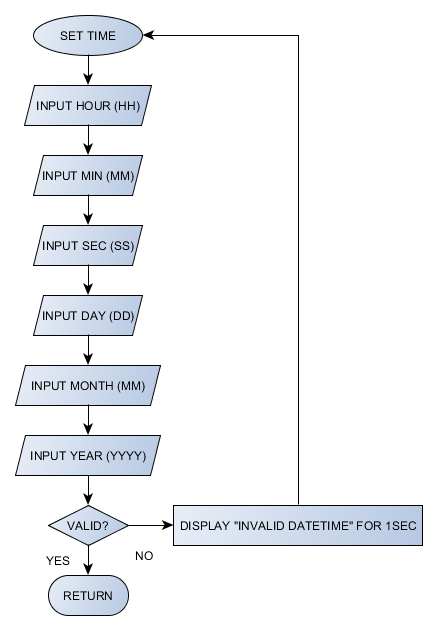 SET TIME
INPUT HOUR (HH)
INPUT MIN (MM)
INPUT SEC (SS)
INPUT DAY (DD)
INPUT MONTH (MM)
INPUT YEAR (YYYY)
VALID?
DISPLAY "INVALID DATETIME" FOR 1SEC
YES
NO
RETURN